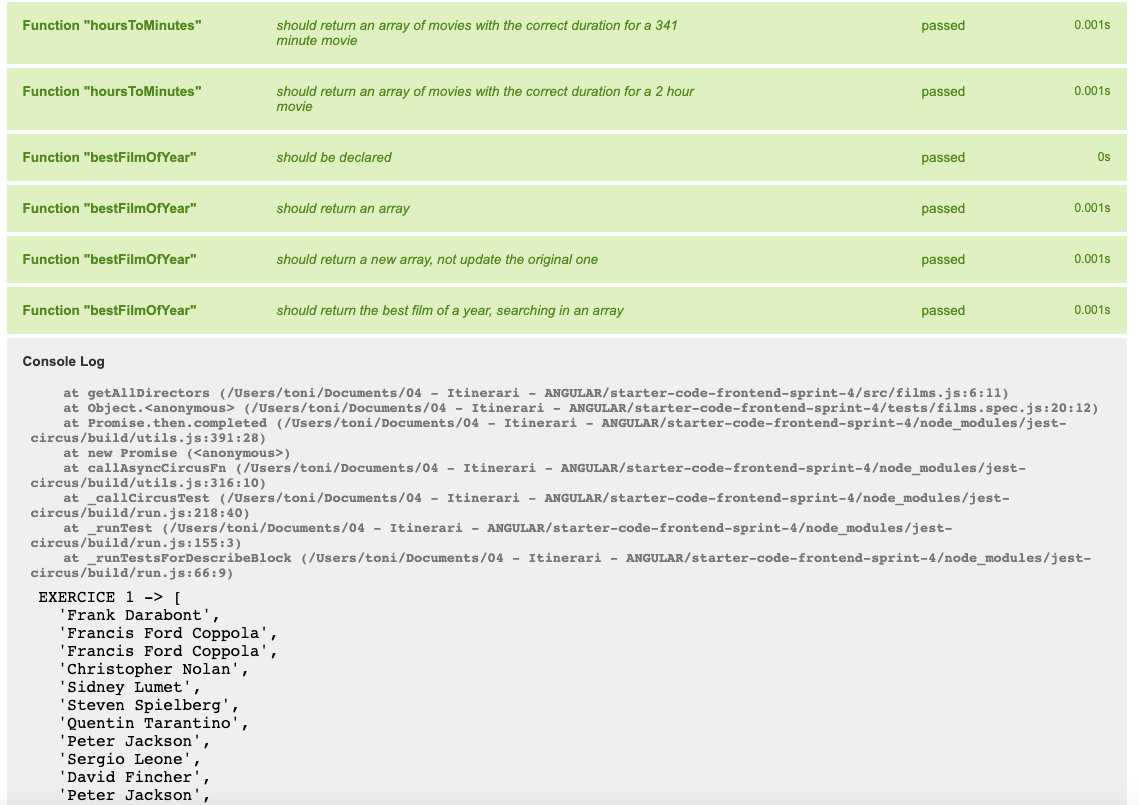 Function "hoursToMinutes" should return an array of movies with the correct duration for a 341 passed 0.001s
minute movie
Function "hoursToMinutes" should return an array of movies with the correct duration for a 2 hour passed 0.001s
movie
Function "bestFilmOfYear" should be declared passed 0s
Function "bestFilmOfYear" should return an array passed 0.001s
Function "bestFilmOfYear" should return a new array, not update the original one passed 0.001s
Function "bestFilmOfYear" should return the best film of a year, searching in an array passed 0.001s
Console Log
at getAllDirectors (/Users/toni/Documents/04 - Itinerari - ANGULAR/starter-code-frontend-sprint-4/src/films.js:6:11)
at Object.<anonymous> (/Users/toni/Documents/04 - Itinerari - ANGULAR/starter-code-frontend-sprint-4/tests/films.spec.js:20:12)
at Promise.then.completed (/Users/toni/Documents/04 - Itinerari - ANGULAR/starter-code-frontend-sprint-4/node_modules/jest-
circus/build/utils.js:391:28)
at new Promise (<anonymous>)
at callAsyncCircusFn (/Users/toni/Documents/04 - Itinerari - ANGULAR/starter-code-frontend-sprint-4/node_modules/jest-
circus/build/utils.js:316:10)
at _callCircusTest (/Users/toni/Documents/04 - Itinerari - ANGULAR/starter-code-frontend-sprint-4/node_modules/jest-
circus/build/run.js:218:40)
at _runTest (/Users/toni/Documents/04 - Itinerari - ANGULAR/starter-code-frontend-sprint-4/node_modules/jest-
circus/build/run.js:155:3)
at _runTestsForDescribeBlock (/Users/toni/Documents/04 - Itinerari - ANGULAR/starter-code-frontend-sprint-4/node_modules/jest-
circus/build/run.js:66:9)
EXERCICE 1 -> [
'Frank Darabont',
'Francis Ford Coppola',
'Francis Ford Coppola',
'Christopher Nolan',
'Sidney Lumet',
'Steven Spielberg',
'Quentin Tarantino',
'Peter Jackson',
'Sergio Leone',
'David Fincher',
'Peter Jackson',